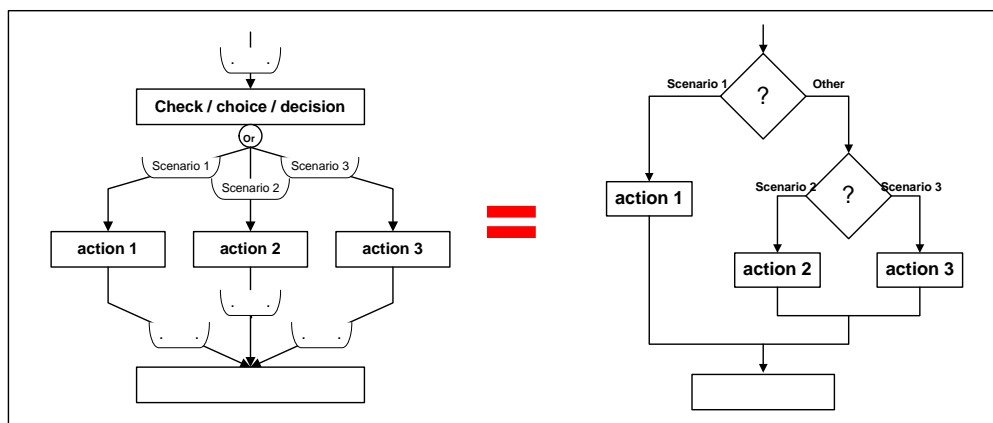 . .
Check / choice / decision
Or
Scenario 1
Scenario 3
Scenario 2
action 1
action 2
action 3
. .
. .
. .
Scenario 1
?
Other
action 1
Scenario 2
?
Scenario 3
action 2
action 3